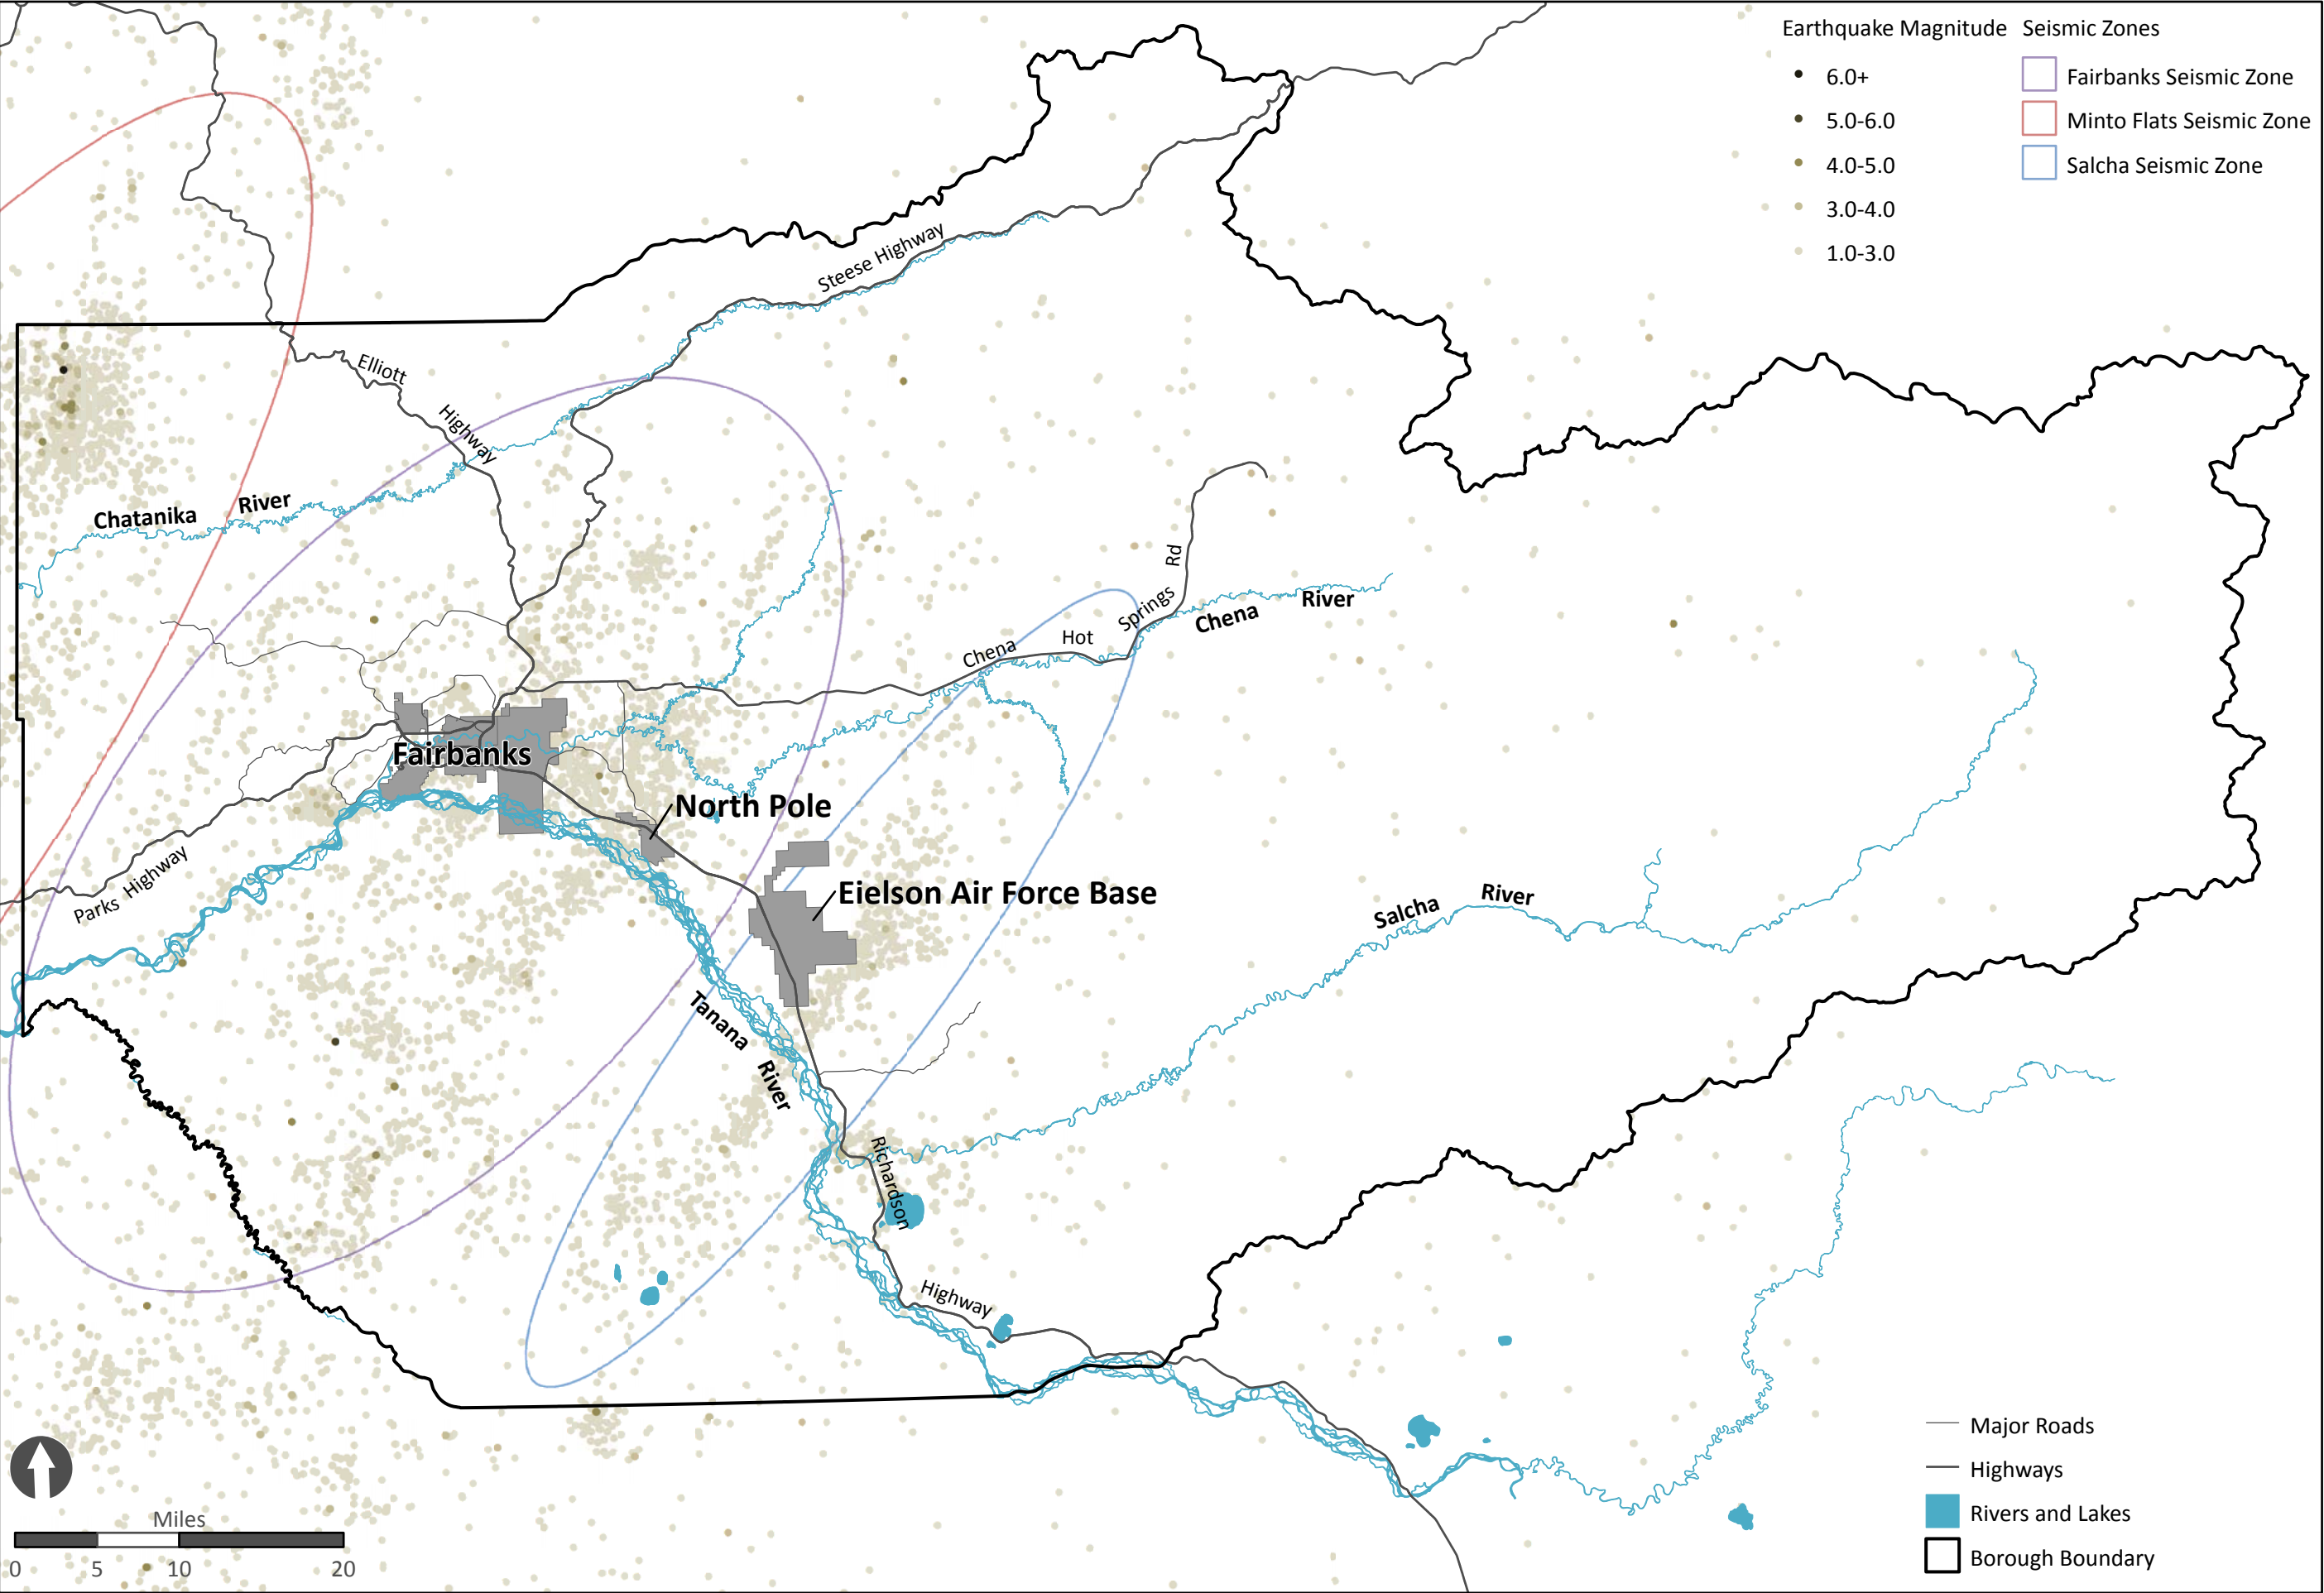 Earthquake Magnitude
6.0+
5.0-6.0
4.0-5.0
3.0-4.0
1.0-3.0
Seismic Zones
Fairbanks Seismic Zone
Minto Flats Seismic Zone
Salcha Seismic Zone
Steese Highway
Elliott
Highway
Chatanika River
Chena Hot Springs Rd
Chena River
Fairbanks
North Pole
Eielson Air Force Base
Parks Highway
Salcha River
Tanana River
Richardson
Highway
Miles
0 5 10 20
Major Roads
Highways
Rivers and Lakes
Borough Boundary